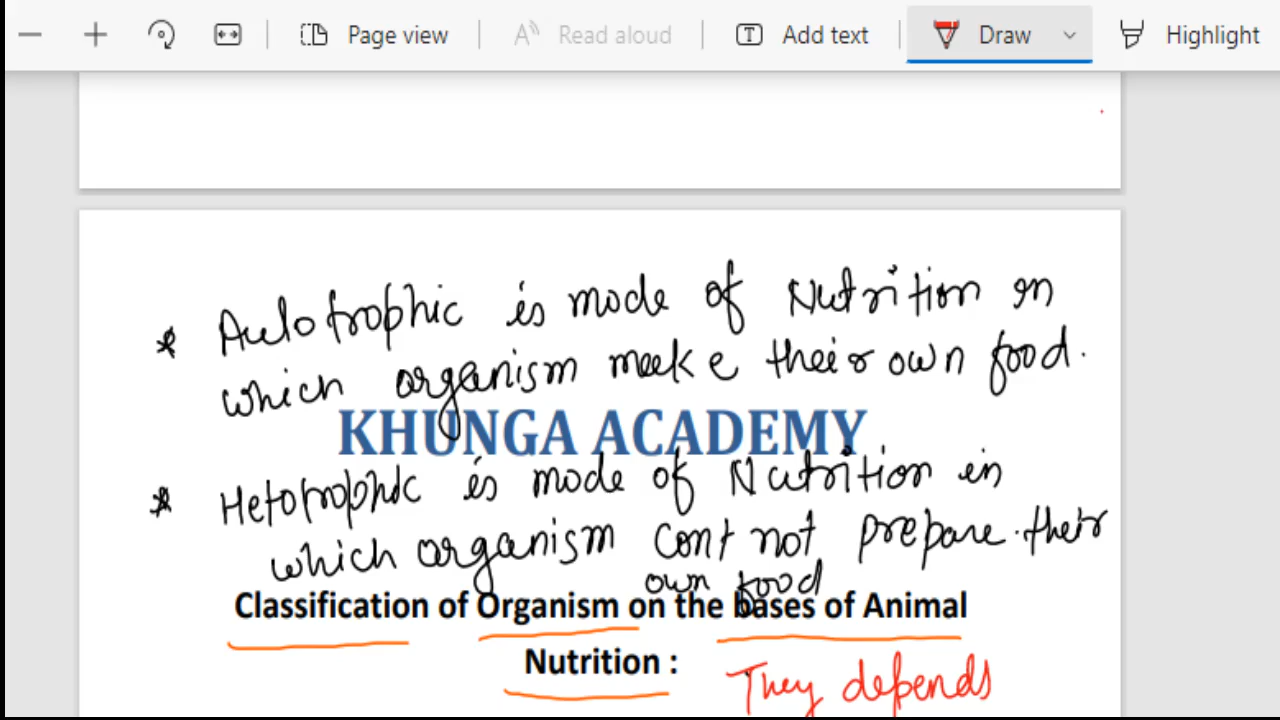 Page view Read aloud Add text Draw Highlight
* Autotrophic is mode of Nutrition in
which organism make their own food.
KHUNGA ACADEMY
* Hetotrophic is mode of Nutrition in
which organism cont not prepare their
own food
Classification of Organism on the bases of Animal
Nutrition :
They depends